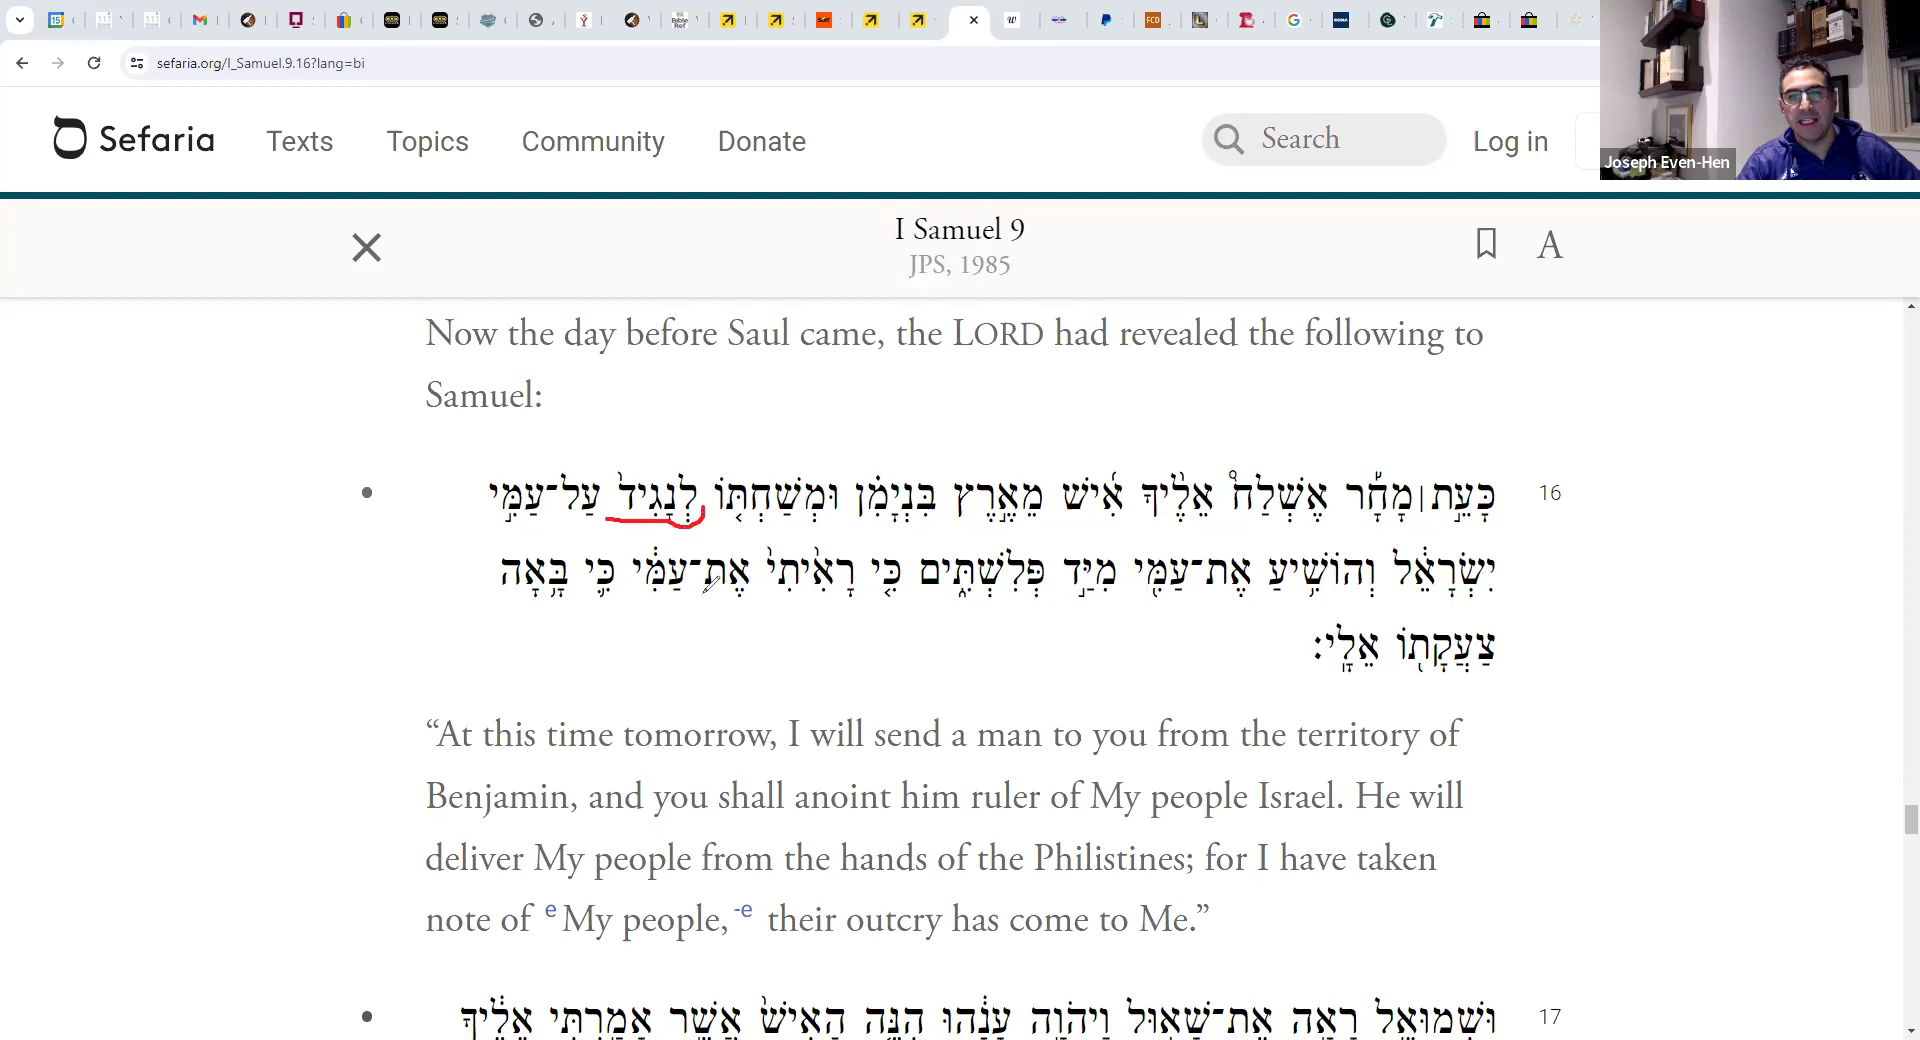 sefaria.org/I_Samuel.9.16?lang=bi
Sefaria Texts Topics Community Donate Search Log in
Joseph Even-Hen
I Samuel 9
JPS, 1985
A
Now the day before Saul came, the LORD had revealed the following to
Samuel:
16
כָּעֵ֣ת ׀ מָחָ֡ר אֶשְׁלַח֩ אֵלֶ֨יךָ אִ֜ישׁ מֵאֶ֣רֶץ בִּנְיָמִ֗ן וּמְשַׁחְתּ֤וֹ לְנָגִיד֙ עַל־עַמִּ֣י
יִשְׂרָאֵ֔ל וְהוֹשִׁ֥יעַ אֶת־עַמִּ֖י מִיַּ֣ד פְּלִשְׁתִּ֑ים כִּ֤י רָאִ֙יתִי֙ אֶת־עַמִּ֔י כִּ֛י בָּ֥אָה
צַעֲקָת֖וֹ אֵלָֽי׃
“At this time tomorrow, I will send a man to you from the territory of
Benjamin, and you shall anoint him ruler of My people Israel. He will
deliver My people from the hands of the Philistines; for I have taken
note of e My people, -e their outcry has come to Me.”
17
וּשְׁמוּאֵ֖ל רָאָ֣ה אֶת־שָׁא֑וּל וַיהֹוָ֣ה עָנָ֔הוּ הִנֵּ֤ה הָאִישׁ֙ אֲשֶׁ֣ר אָמַ֣רְתִּי אֵלֶ֔יךָ